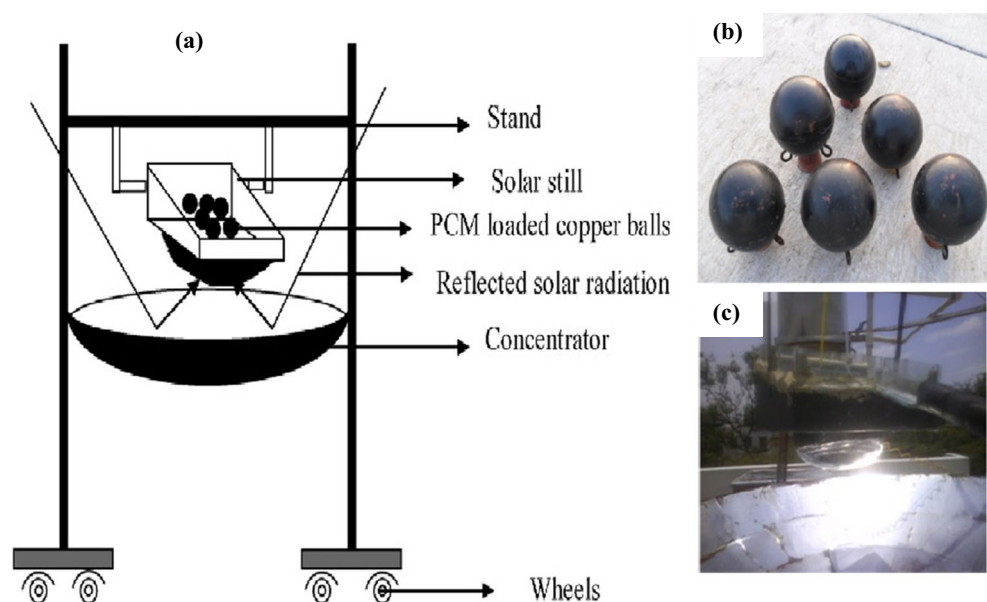 (a)
Stand
Solar still
PCM loaded copper balls
Reflected solar radiation
Concentrator
Wheels
(b)
(c)